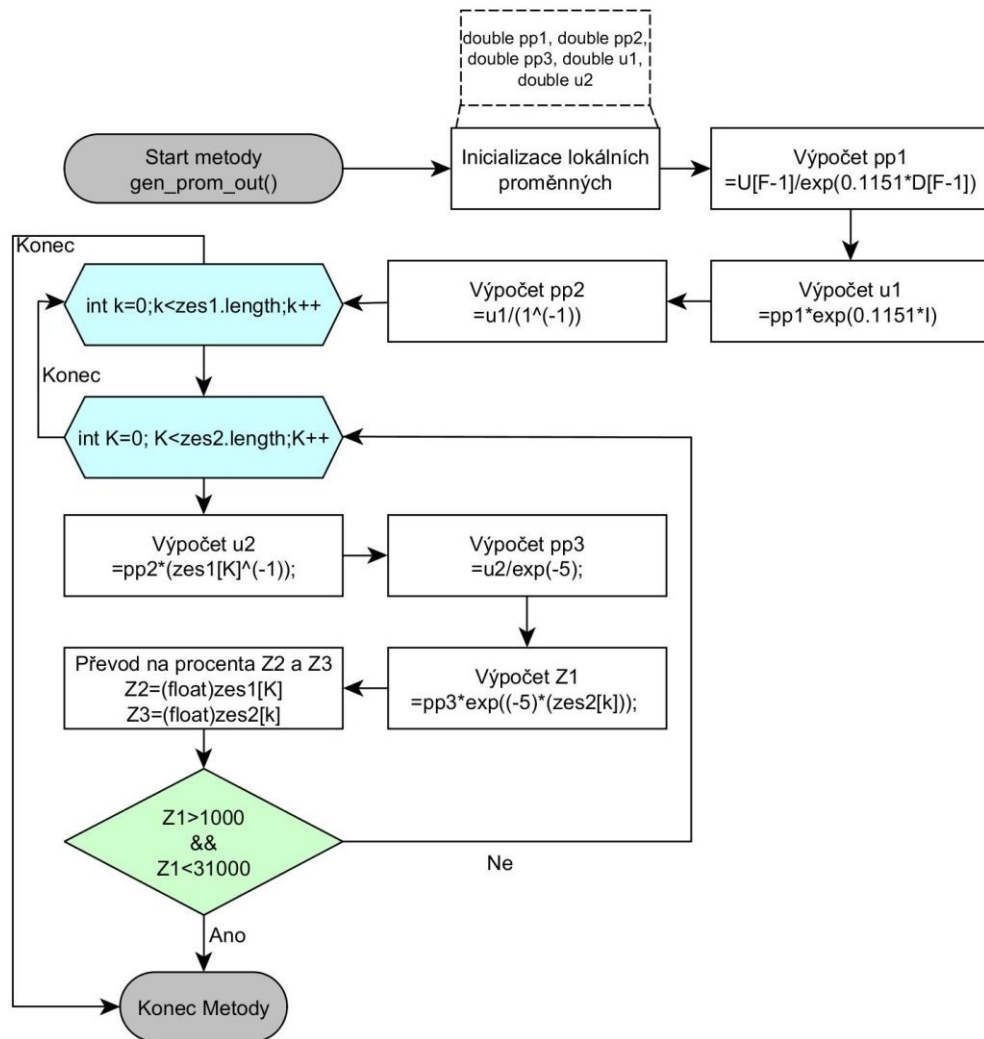 double pp1, double pp2,
double pp3, double u1,
double u2
Start metody
gen_prom_out()
Inicializace lokálních
proměnných
Výpočet pp1
=U[F-1]/exp(0.1151*D[F-1])
Konec
int k=0;k<zes1.length;k++
Výpočet pp2
=u1/(1^(-1))
Výpočet u1
=pp1*exp(0.1151*I)
Konec
int K=0; K<zes2.length;K++
Výpočet u2
=pp2*(zes1[K]^(-1));
Výpočet pp3
=u2/exp(-5);
Převod na procenta Z2 a Z3
Z2=(float)zes1[K]
Z3=(float)zes2[k]
Výpočet Z1
=pp3*exp((-5)*(zes2[k]));
Z1>1000
&&
Z1<31000
Ne
Ano
Konec Metody